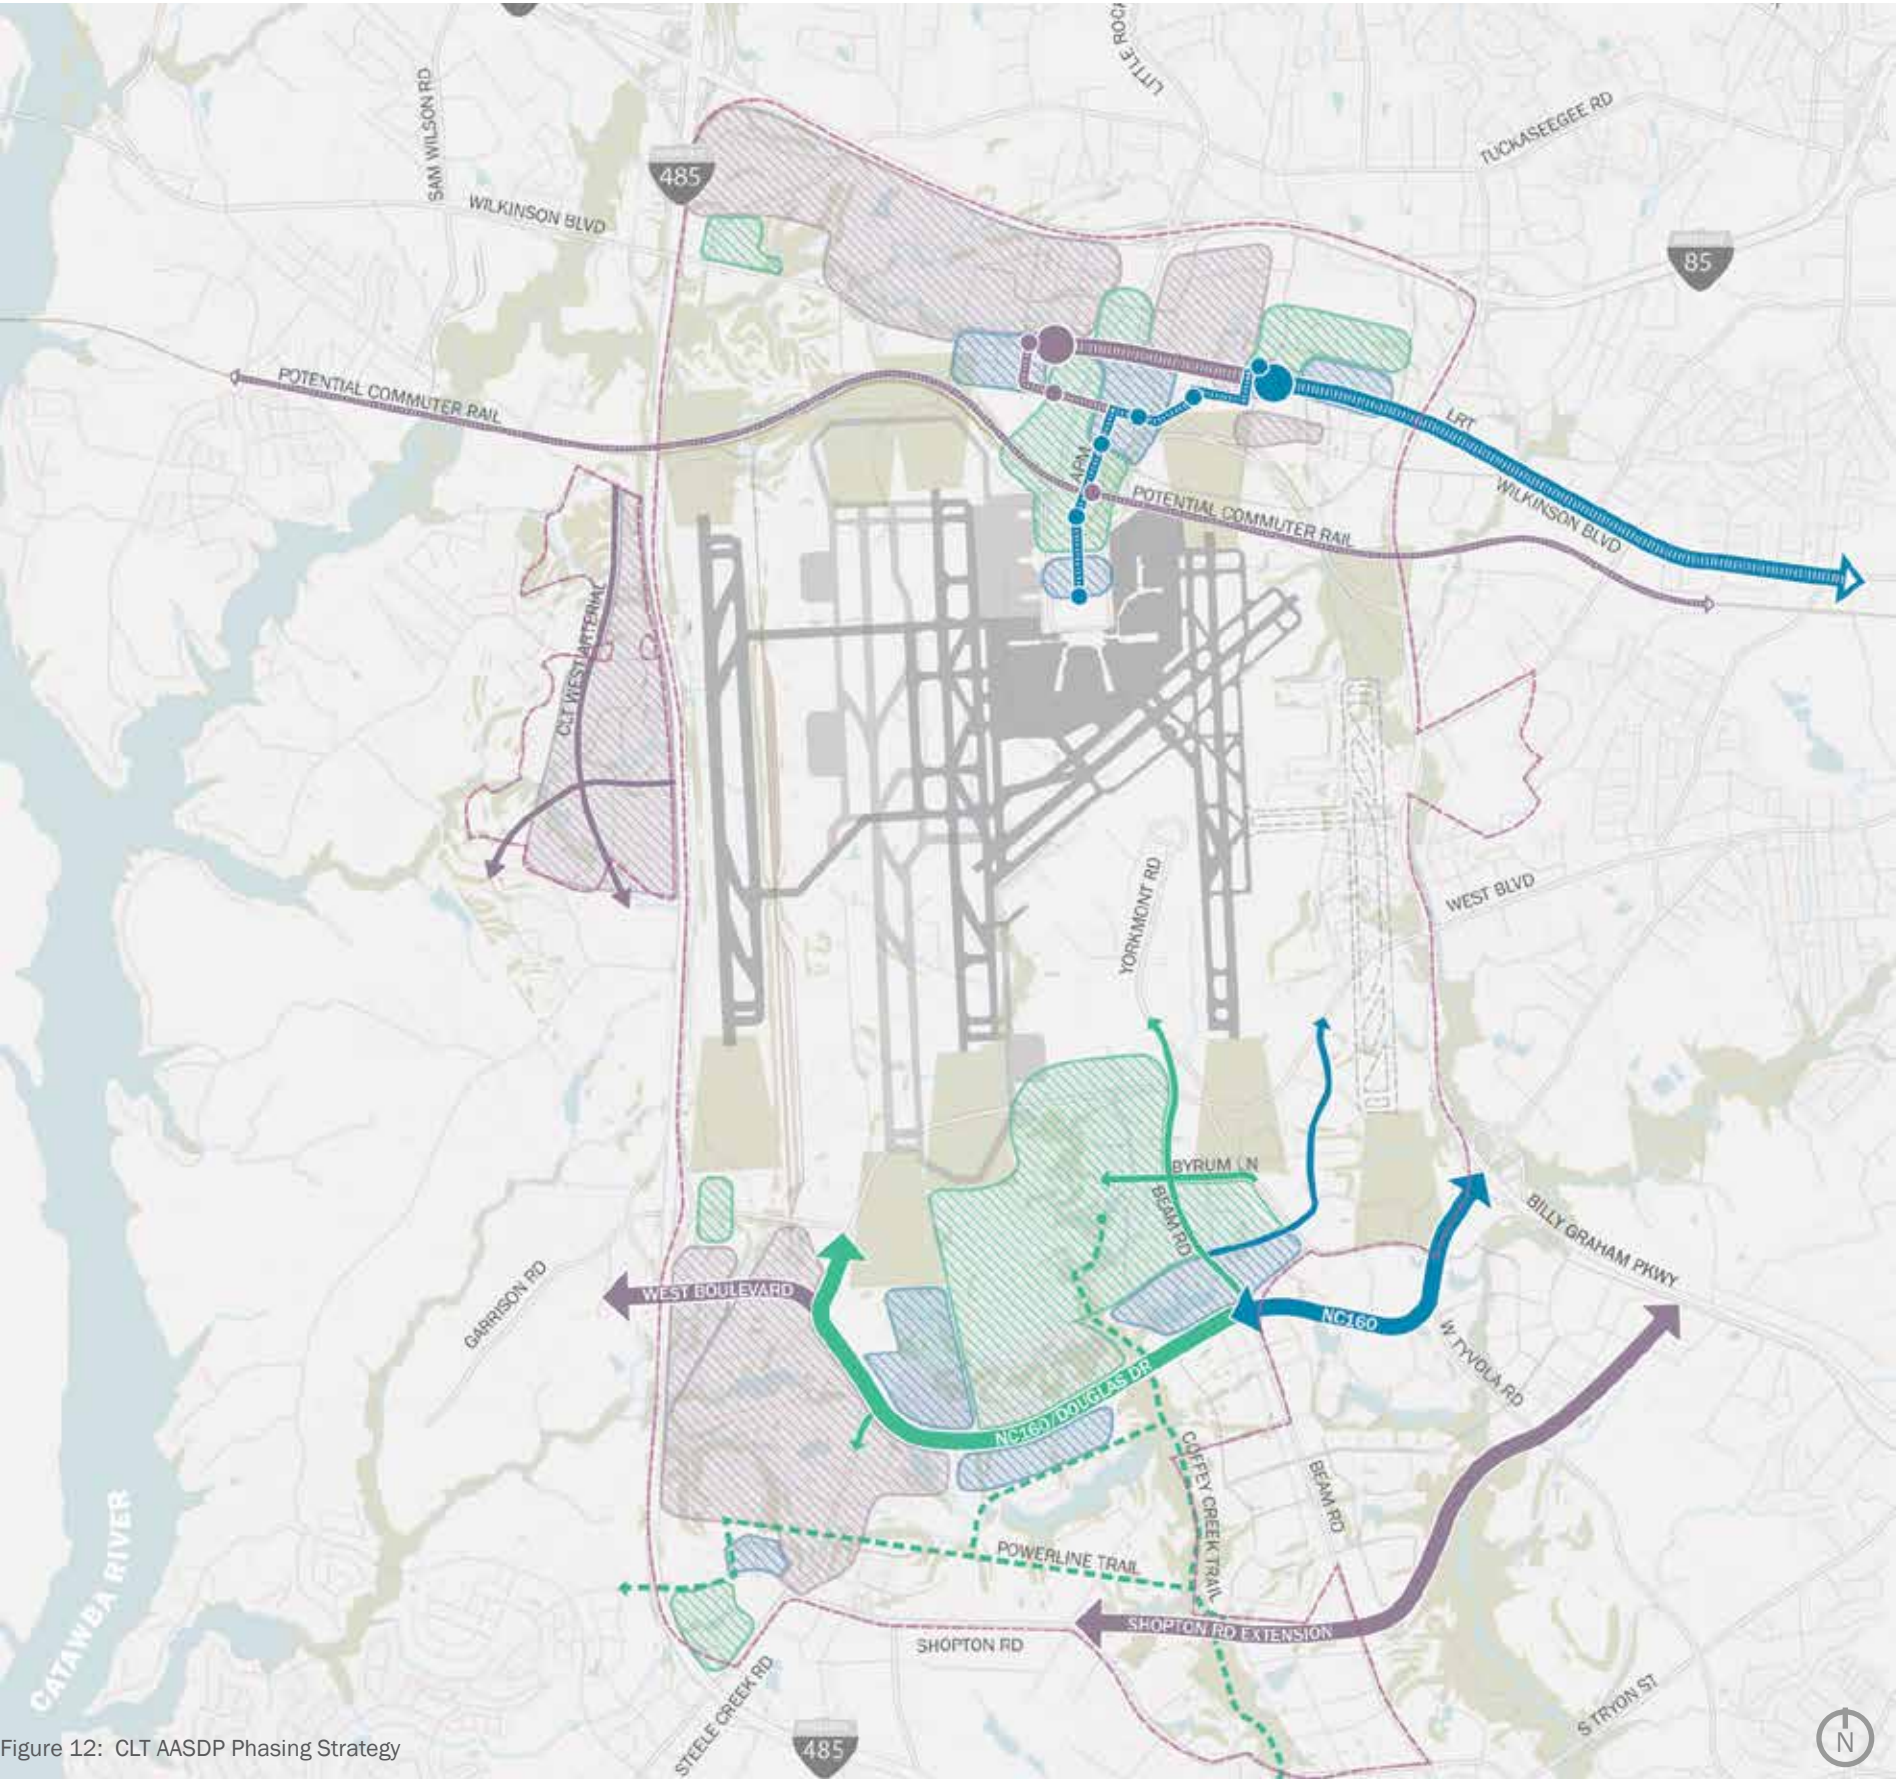 LITTLE ROCK
SAM WILSON RD
TUCKASEEGEE RD
485
WILKINSON BLVD
85
POTENTIAL COMMUTER RAIL
LRT
APM
POTENTIAL COMMUTER RAIL
WILKINSON BLVD
CLT WEST ARTERIAL
YORKMONT RD
WEST BLVD
BYRUM LN
BEAM RD
BILLY GRAHAM PKWY
GARRISON RD
WEST BOULEVARD
NC160
W TYVOLA RD
NC160/DOUGLAS DR
COFFEY CREEK TRAIL
BEAM RD
POWERLINE TRAIL
CATAWBA RIVER
SHOPTON RD EXTENSION
SHOPTON RD
STEELE CREEK RD
S TRYON ST
485
N
Figure 12: CLT AASDP Phasing Strategy